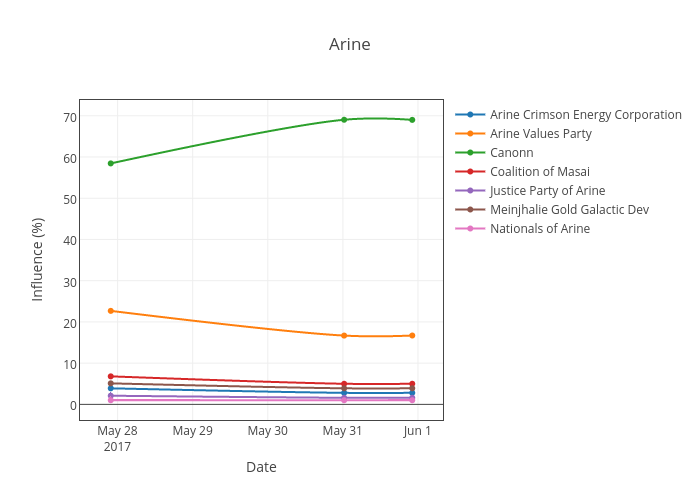 Arine
Influence (%)
70
60
50
40
30
20
10
0
May 28
2017
May 29
May 30
May 31
Jun 1
Date
Arine Crimson Energy Corporation
Arine Values Party
Canonn
Coalition of Masai
Justice Party of Arine
Meinjhalie Gold Galactic Dev
Nationals of Arine